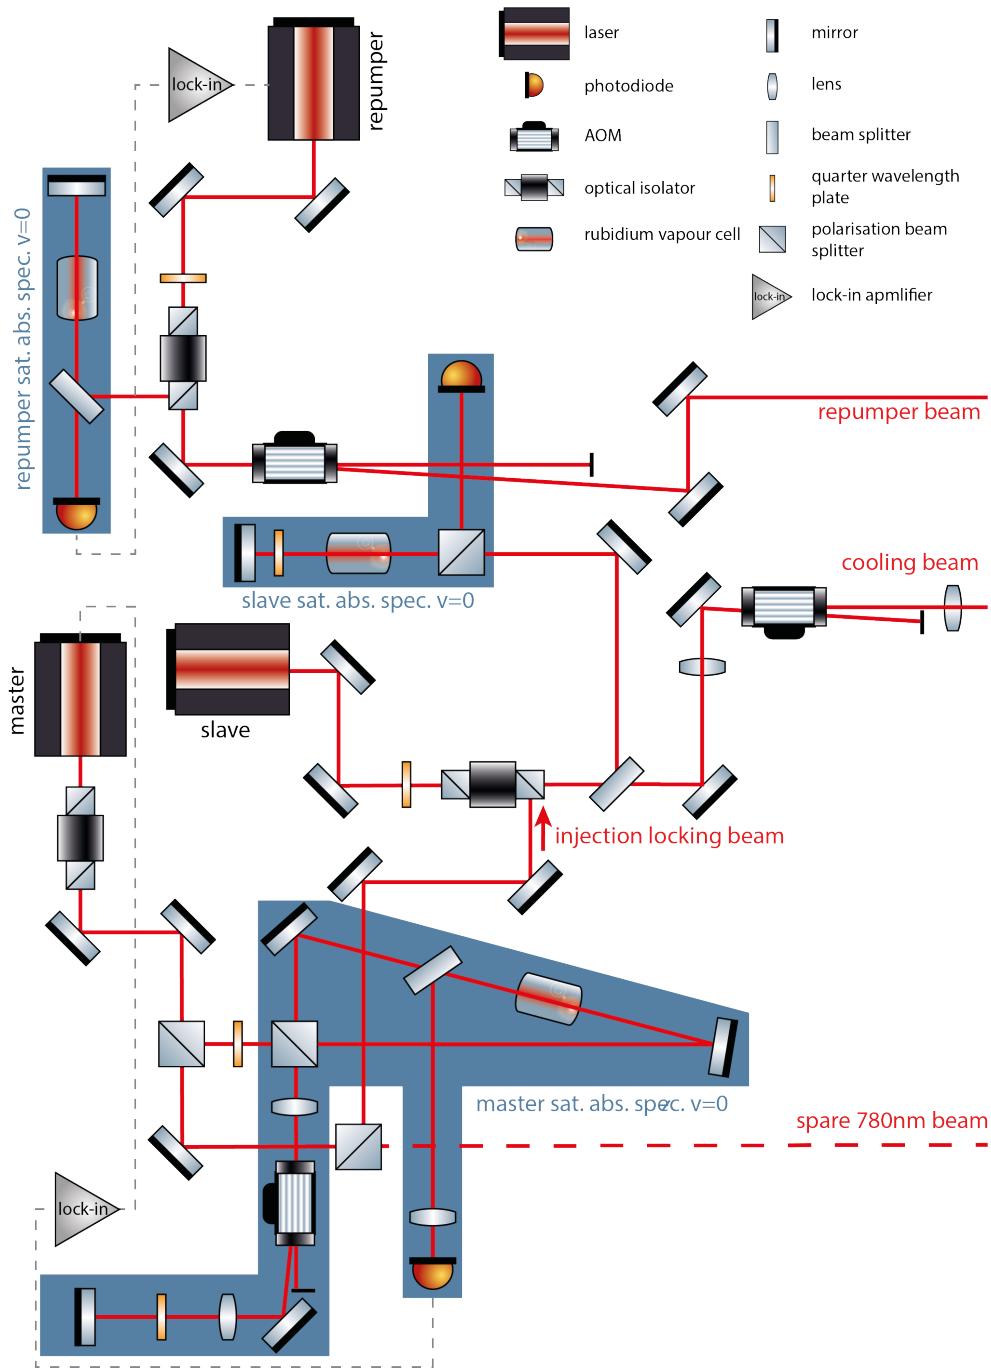 lock-in
repumper
laser
mirror
photodiode
lens
AOM
beam splitter
optical isolator
quarter wavelength
plate
rubidium vapour cell
polarisation beam
splitter
lock-in
lock-in apmlifier
repumper sat. abs. spec. v=0
repumper beam
cooling beam
slave sat. abs. spec. v=0
master
slave
injection locking beam
master sat. abs. spec. v=0
spare 780nm beam
lock-in